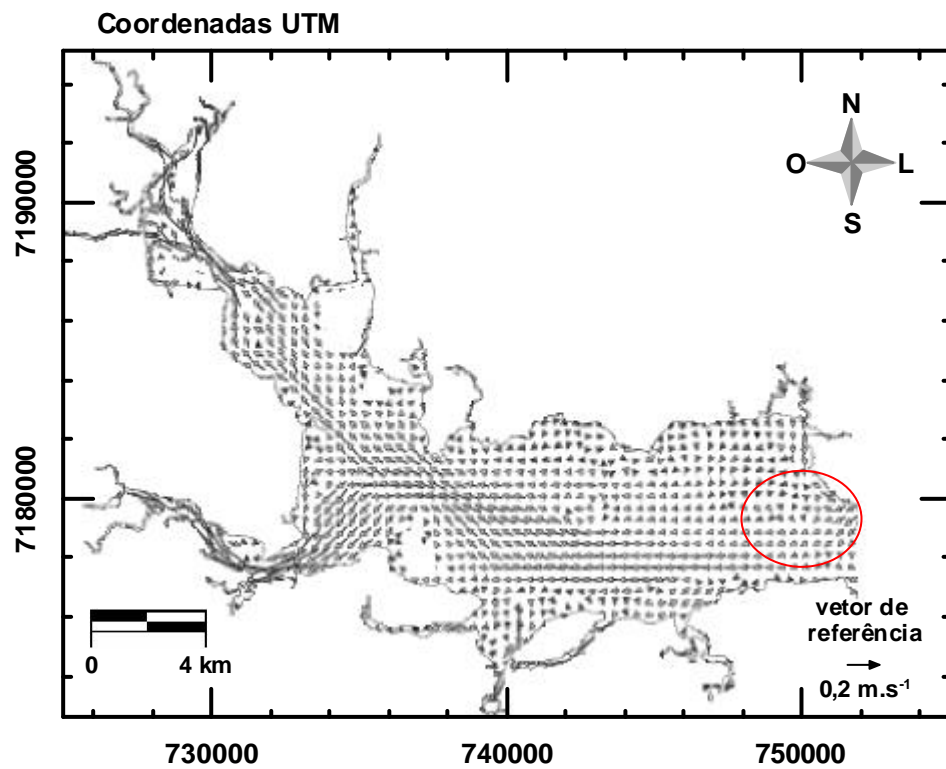 Coordenadas UTM
N
O
L
S
7190000
7180000
0
4 km
vetor de
referência
0,2 m.s⁻¹
730000
740000
750000